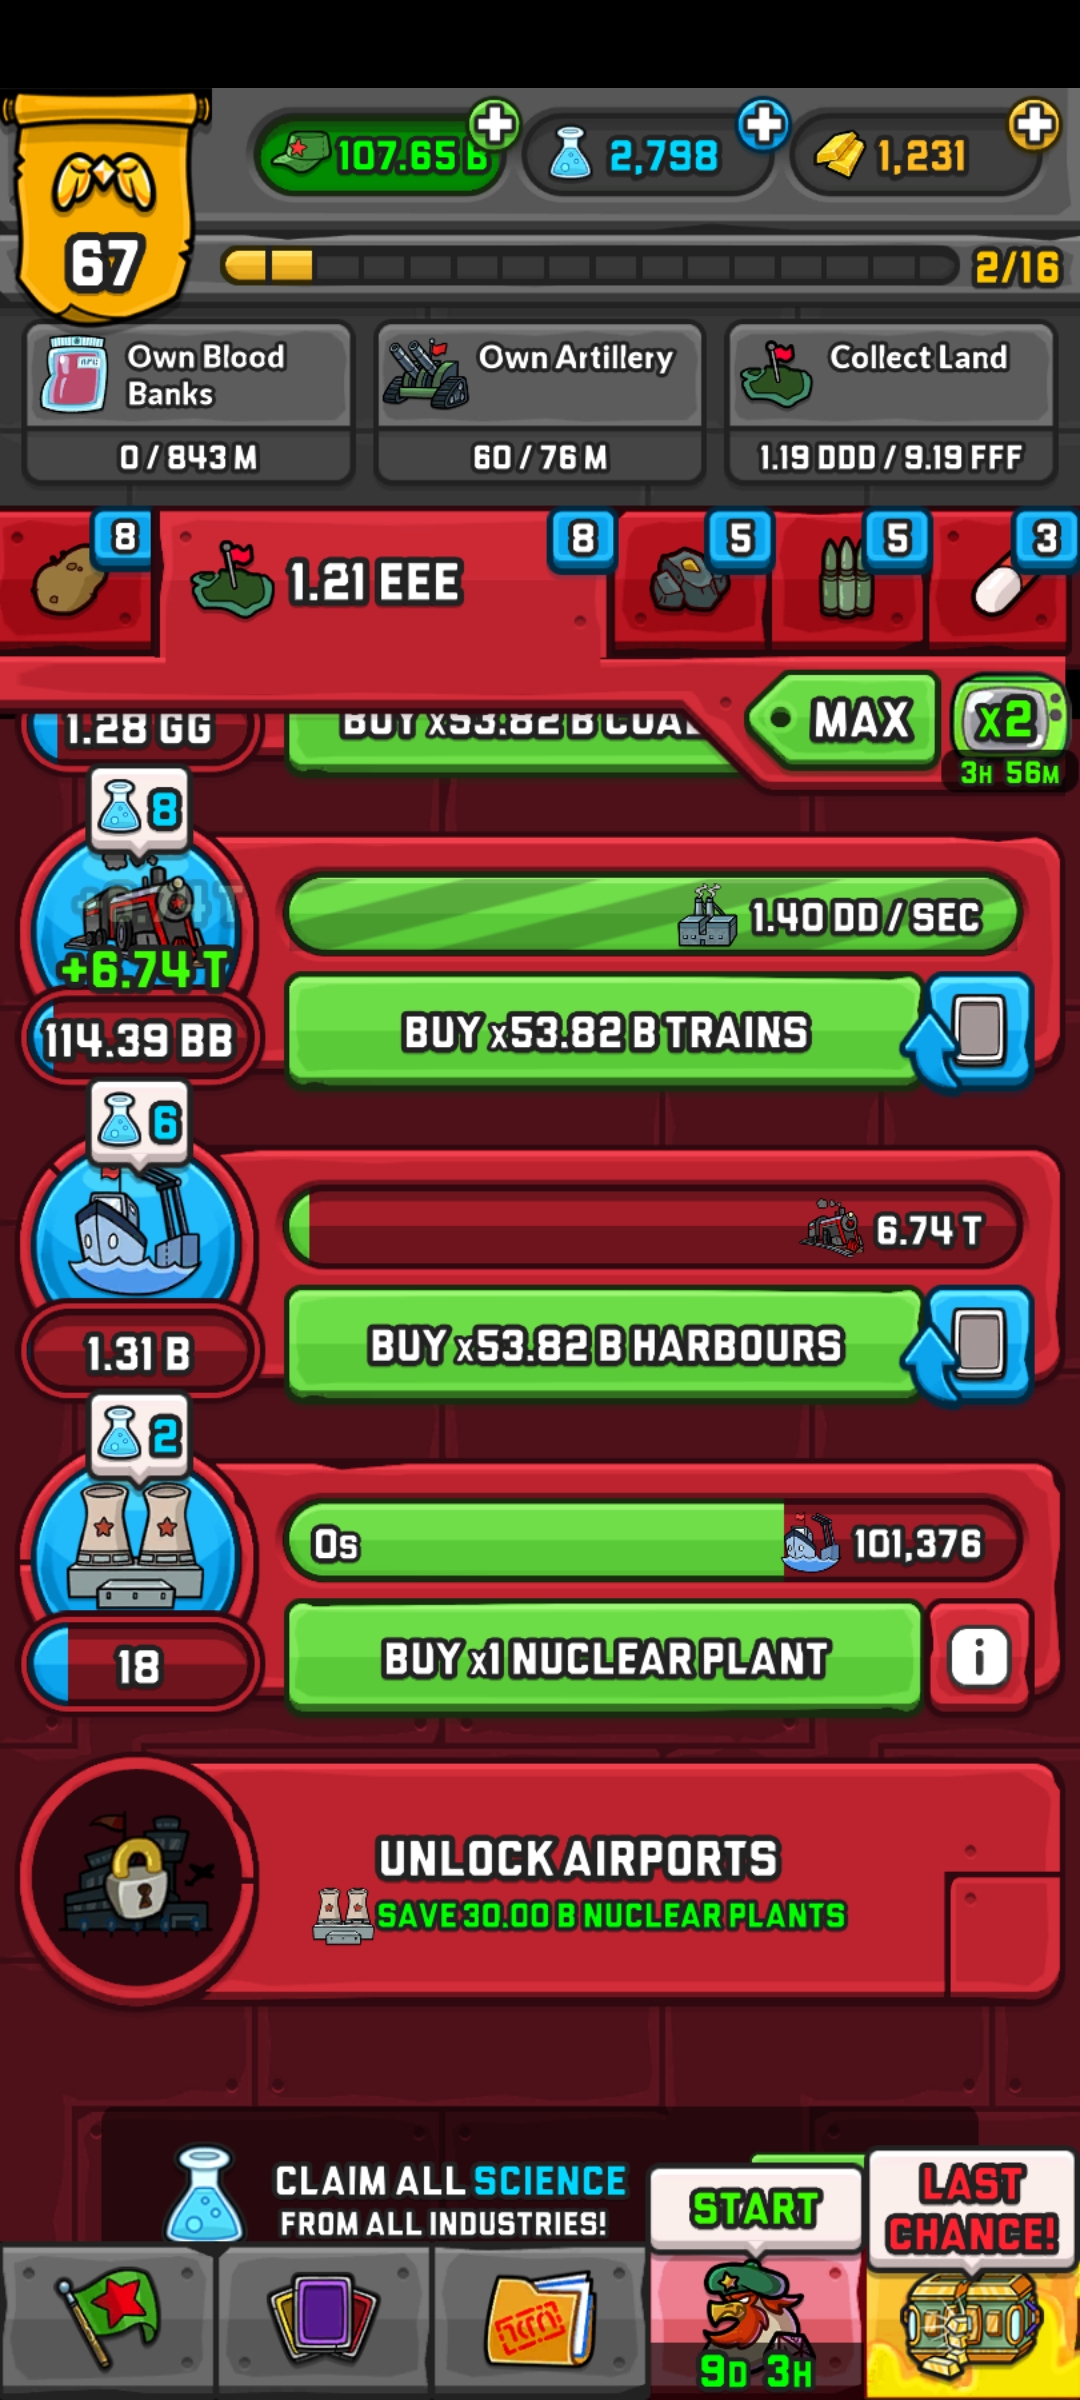 67
107.65 B
2,798
1,231
2/16
Own Blood
Banks
0 / 843 M
Own Artillery
60 / 76 M
Collect Land
1.19 DDD / 9.19 FFF
8
1.21 EEE
8
5
5
3
MAX
x2
3H 56M
1.28 GG
BUY x53.82 B COAL
8
+6.74 T
114.39 BB
1.40 DD / SEC
BUY x53.82 B TRAINS
6
1.31 B
6.74 T
BUY x53.82 B HARBOURS
2
18
0s
101,376
BUY x1 NUCLEAR PLANT
i
UNLOCK AIRPORTS
SAVE 30.00 B NUCLEAR PLANTS
CLAIM ALL SCIENCE
FROM ALL INDUSTRIES!
START
LAST
CHANCE!
9D 3H